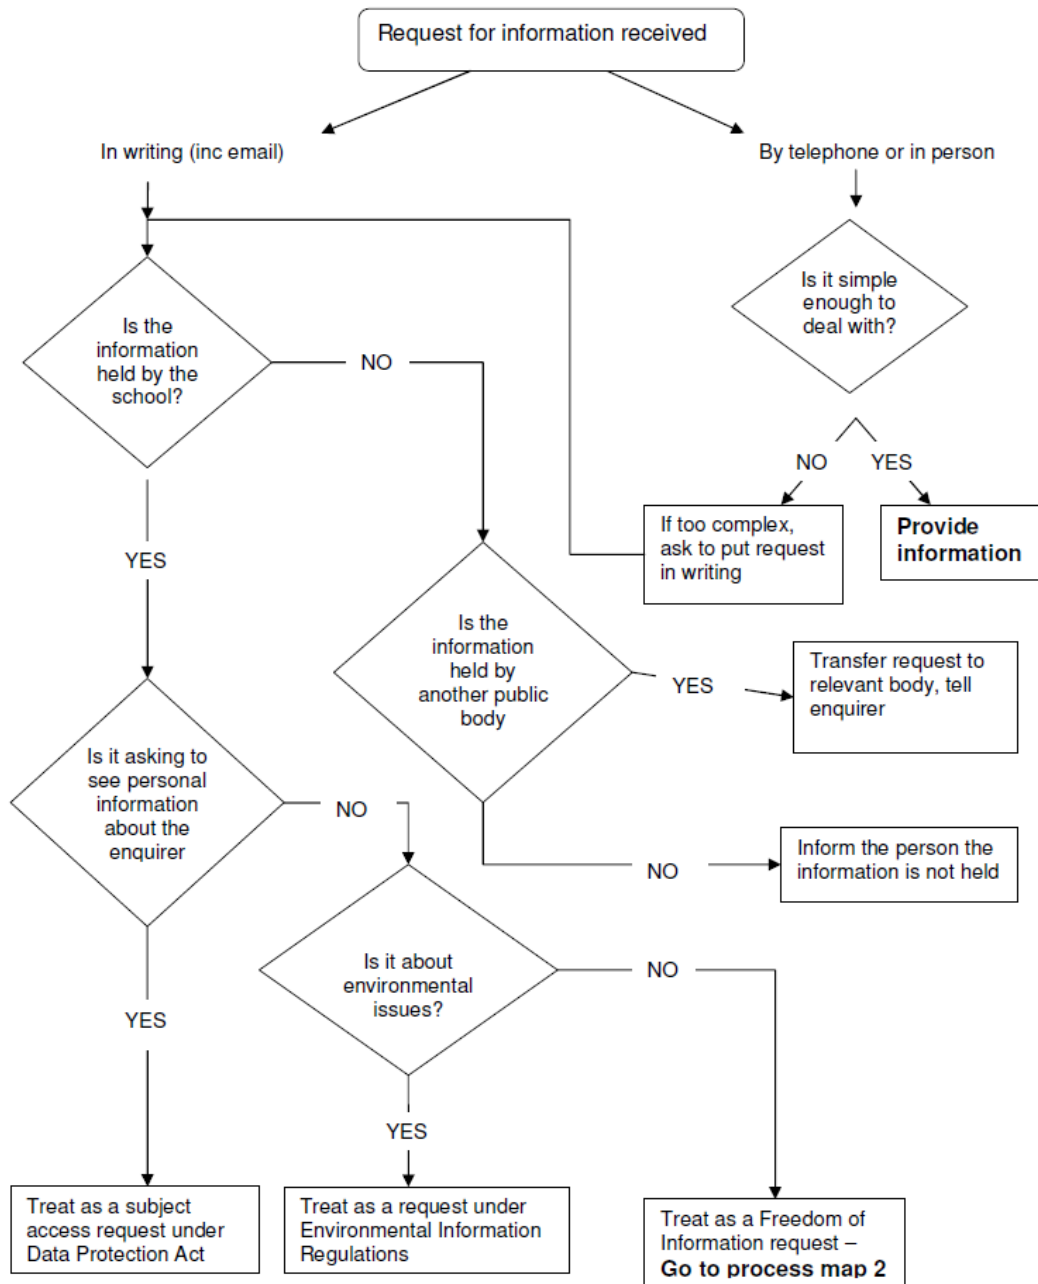 Request for information received
In writing (inc email)
By telephone or in person
Is it simple
enough to
deal with?
Is the
information
held by the
school?
NO
NO
YES
If too complex,
ask to put request
in writing
Provide
information
YES
Is the
information
held by
another public
body
YES
Transfer request to
relevant body, tell
enquirer
Is it asking to
see personal
information
about the
enquirer
NO
NO
Inform the person the
information is not held
Is it about
environmental
issues?
NO
YES
YES
Treat as a subject
access request under
Data Protection Act
Treat as a request under
Environmental Information
Regulations
Treat as a Freedom of
Information request –
Go to process map 2